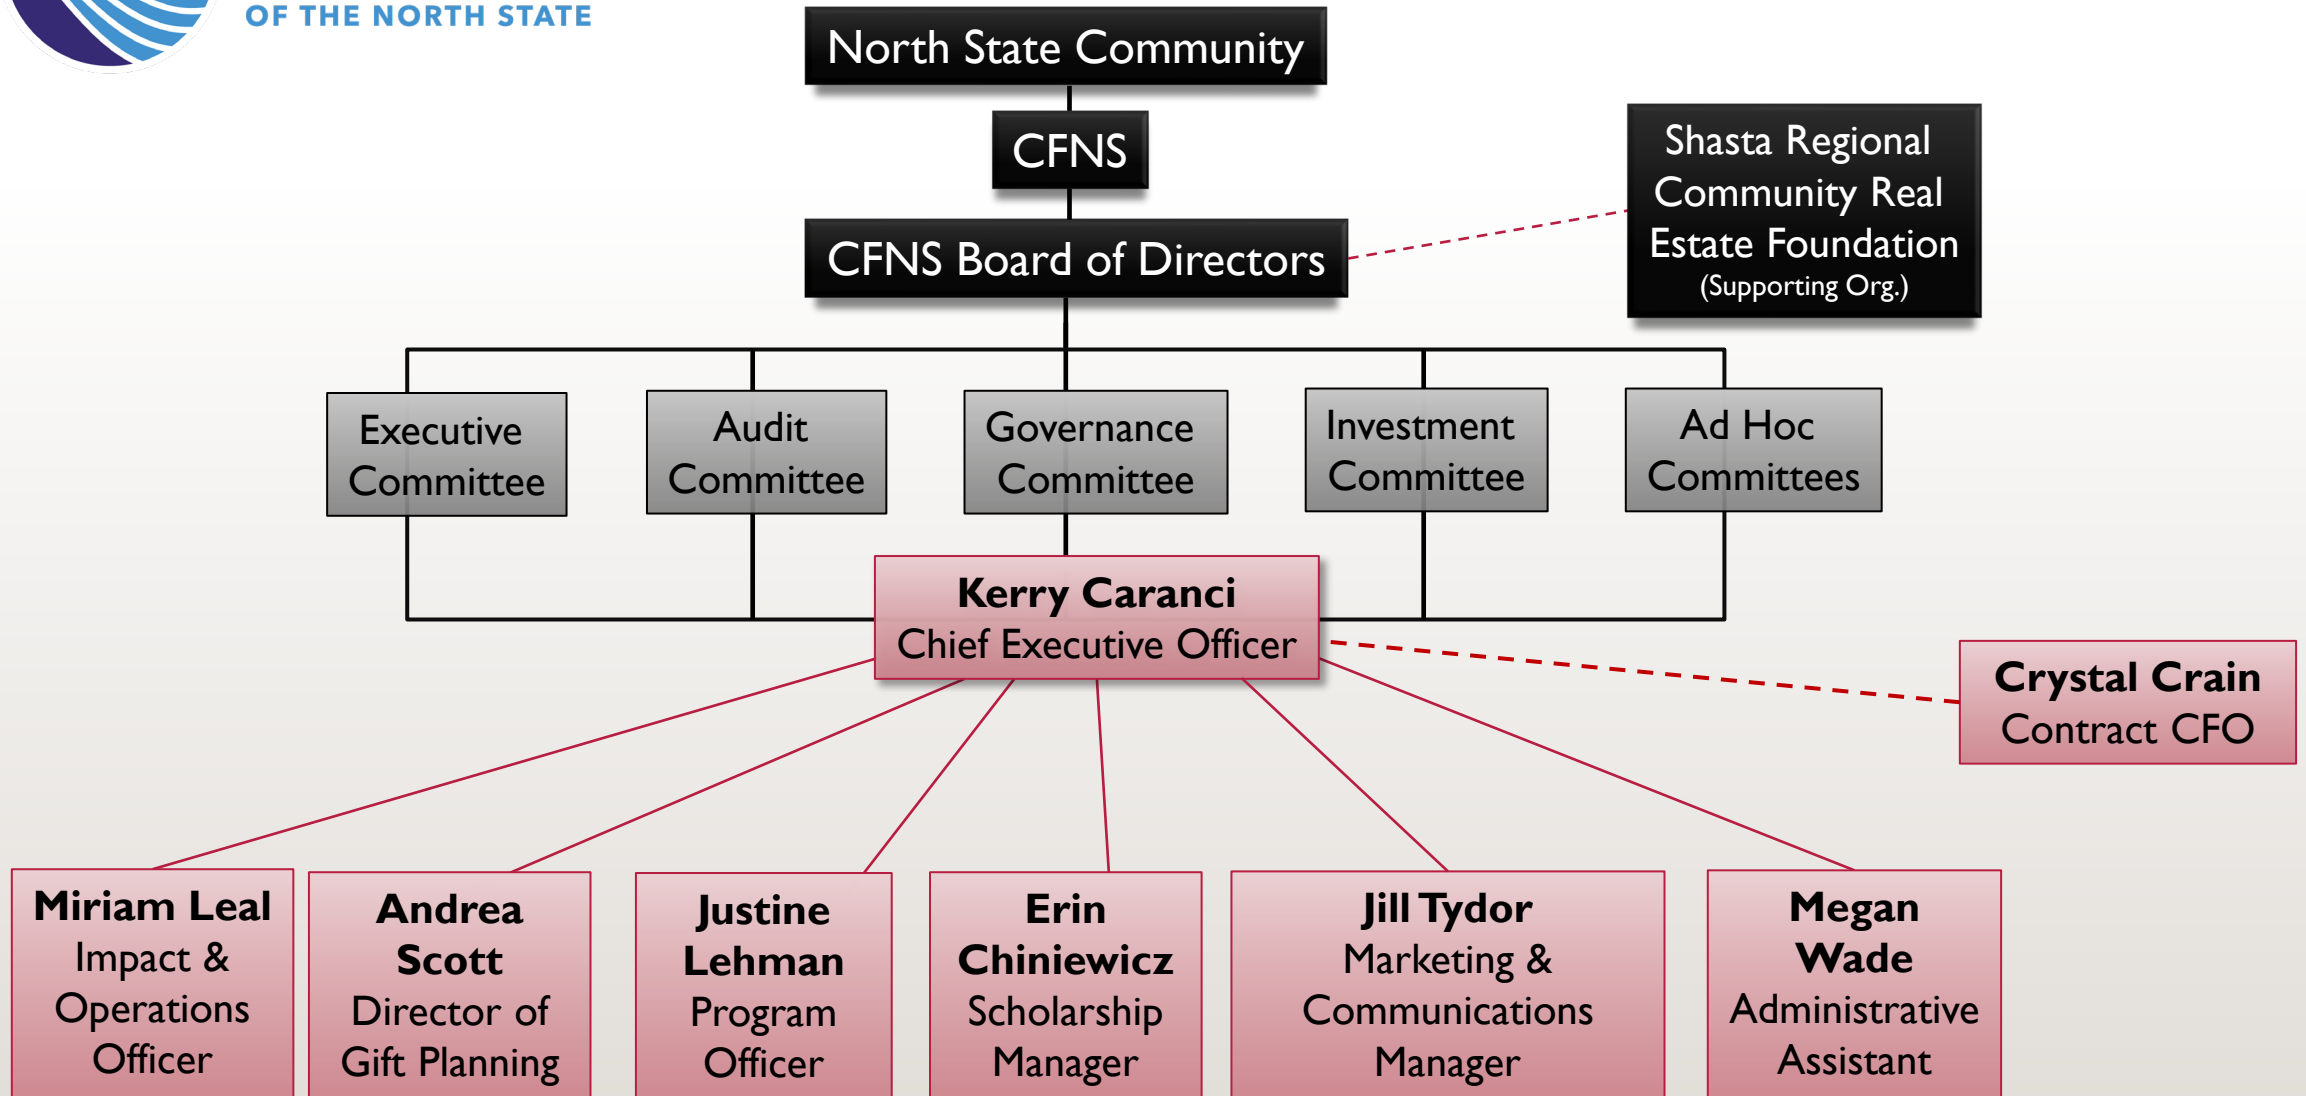 OF THE NORTH STATE
North State Community
CFNS
CFNS Board of Directors
Shasta Regional
Community Real
Estate Foundation
(Supporting Org.)
Executive
Committee
Audit
Committee
Governance
Committee
Investment
Committee
Ad Hoc
Committees
Kerry Caranci
Chief Executive Officer
Crystal Crain
Contract CFO
Miriam Leal
Impact &
Operations
Officer
Andrea
Scott
Director of
Gift Planning
Justine
Lehman
Program
Officer
Erin
Chiniewicz
Scholarship
Manager
Jill Tydor
Marketing &
Communications
Manager
Megan
Wade
Administrative
Assistant